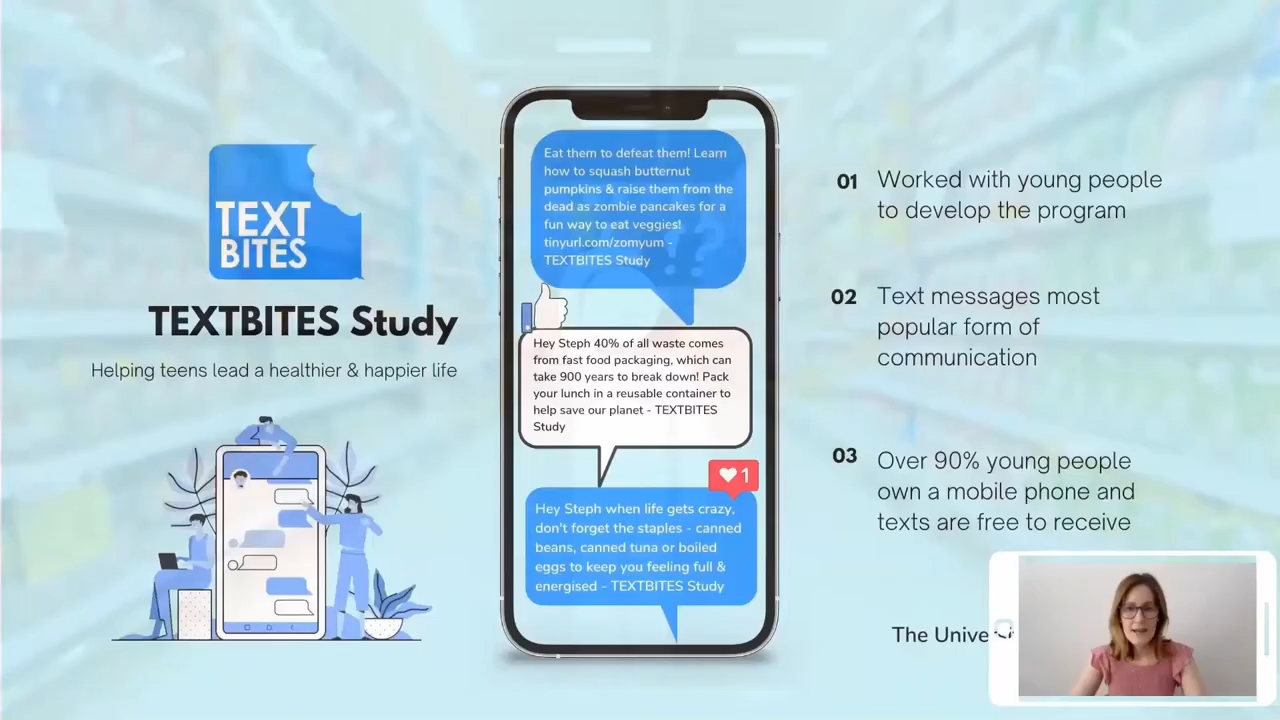 TEXT
BITES
TEXTBITES Study
Helping teens lead a healthier & happier life
Eat them to defeat them! Learn
how to squash butternut
pumpkins & raise them from the
dead as zombie pancakes for a
fun way to eat veggies!
tinyurl.com/zomyum -
TEXTBITES Study
Hey Steph 40% of all waste comes
from fast food packaging, which can
take 900 years to break down! Pack
your lunch in a reusable container to
help save our planet - TEXTBITES
Study
1
Hey Steph when life gets crazy,
don't forget the staples - canned
beans, canned tuna or boiled
eggs to keep you feeling full &
energised - TEXTBITES Study
01 Worked with young people
to develop the program
02 Text messages most
popular form of
communication
03 Over 90% young people
own a mobile phone and
texts are free to receive
The